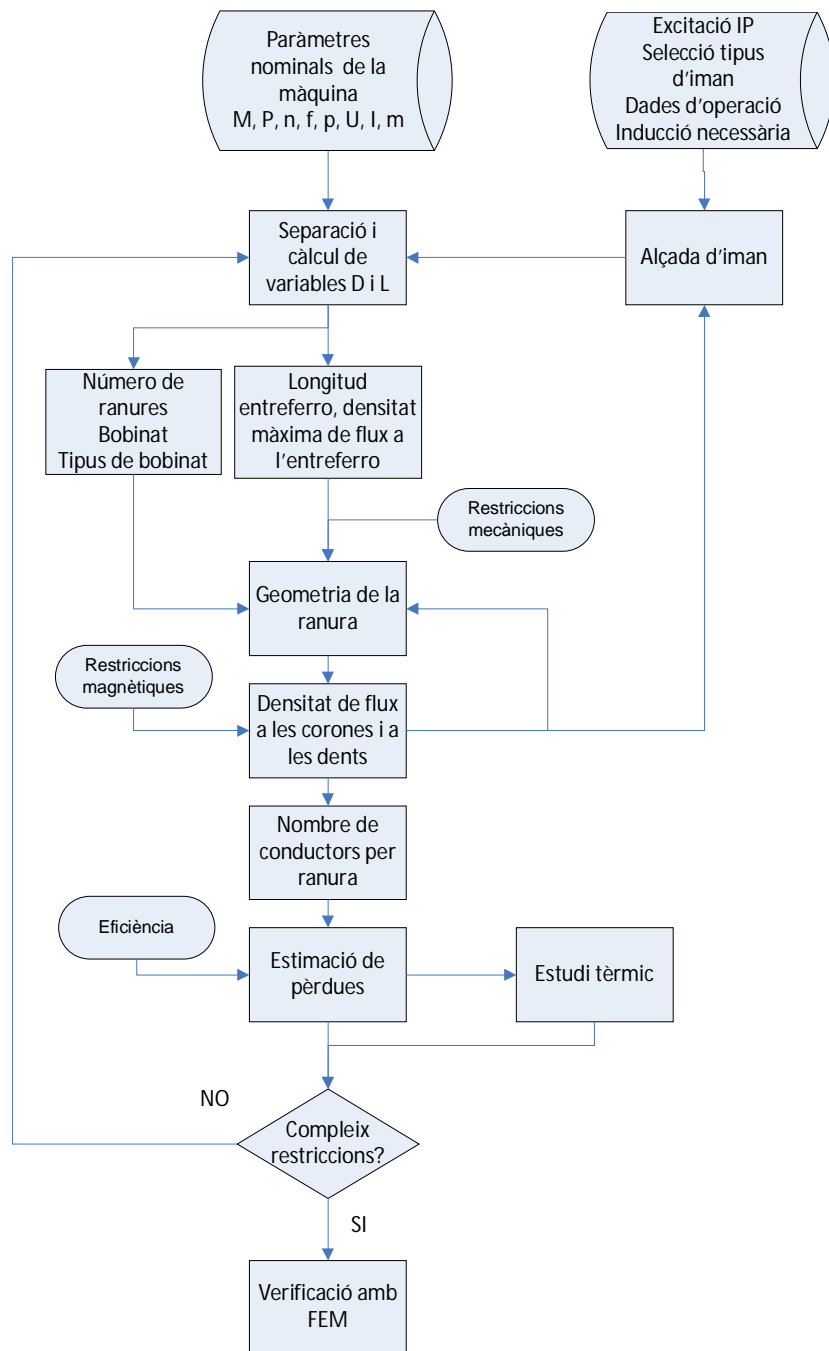 Paràmetres
nominals de la
màquina
M, P, n, f, p, U, I, m
Excitació IP
Selecció tipus
d'iman
Dades d'operació
Inducció necessària
Separació i
càlcul de
variables D i L
Alçada d'iman
Número de
ranures
Bobinat
Tipus de bobinat
Longitud
entreferro, densitat
màxima de flux a
l'entreferro
Restriccions
mecàniques
Geometria de la
ranura
Restriccions
magnètiques
Densitat de flux
a les corones i a
les dents
Nombre de
conductors per
ranura
Eficiència
Estimació de
pèrdues
Estudi tèrmic
NO
Compleix
restriccions?
SI
Verificació amb
FEM